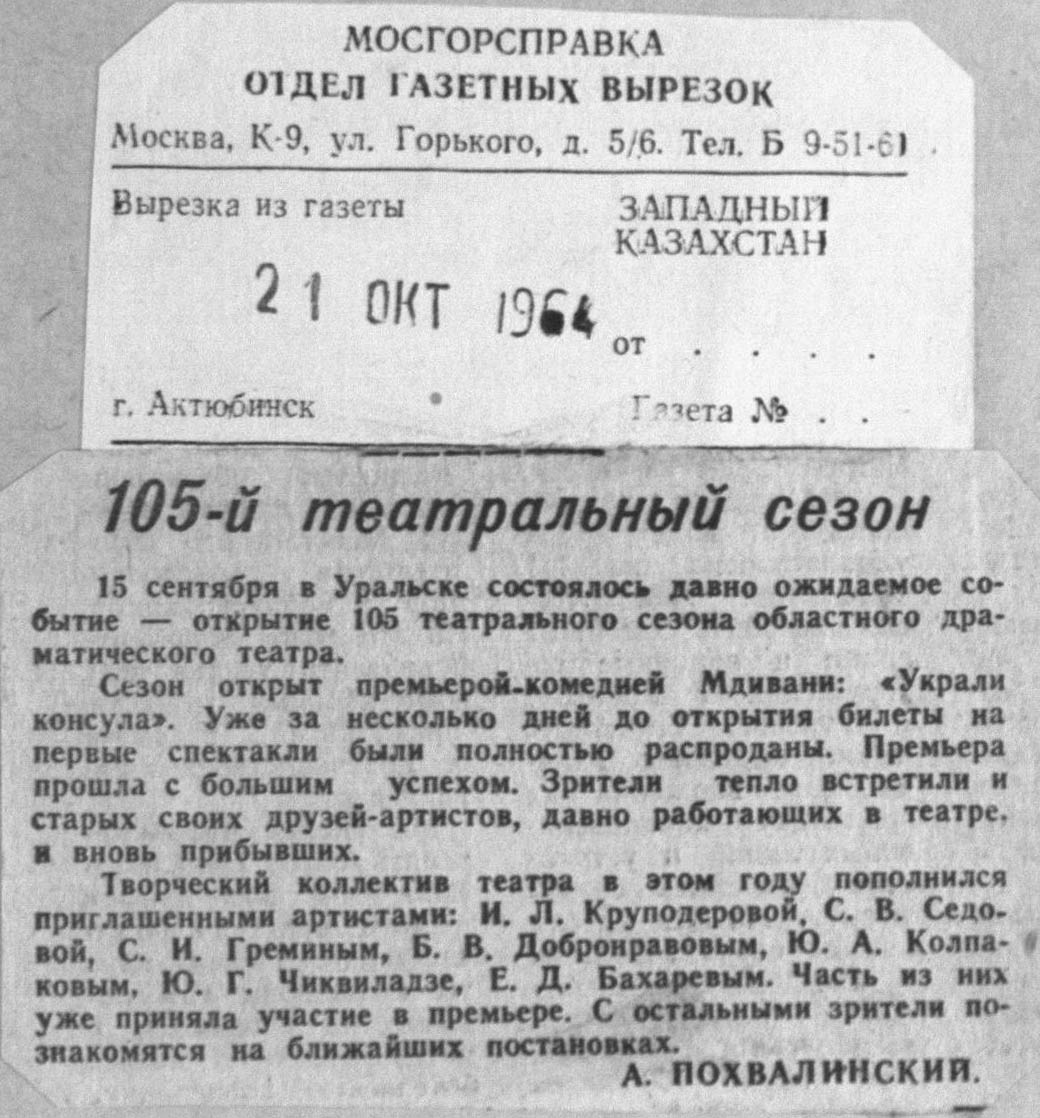 МОСГОРСПРАВКА
ОТДЕЛ ГАЗЕТНЫХ ВЫРЕЗОК
Москва, К-9, ул. Горького, д. 5/6. Тел. Б 9-51-61
Вырезка из газеты
ЗАПАДНЫЙ
КАЗАХСТАН
21 ОКТ 1964
от . . . .
г. Актюбинск
Газета № . .
105-й театральный сезон
15 сентября в Уральске состоялось давно ожидаемое со-
бытие — открытие 105 театрального сезона областного дра-
матического театра.
Сезон открыт премьерой-комедией Мдивани: «Украли
консула». Уже за несколько дней до открытия билеты на
первые спектакли были полностью распроданы. Премьера
прошла с большим успехом. Зрители тепло встретили и
старых своих друзей-артистов, давно работающих в театре,
и вновь прибывших.
Творческий коллектив театра в этом году пополнился
приглашенными артистами: И. Л. Круподеровой, С. В. Седо-
вой, С. И. Греминым, Б. В. Добронравовым, Ю. А. Колпа-
ковым, Ю. Г. Чиквиладзе, Е. Д. Бахаревым. Часть из них
уже приняла участие в премьере. С остальными зрители по-
знакомятся на ближайших постановках.
А. ПОХВАЛИНСКИЙ.